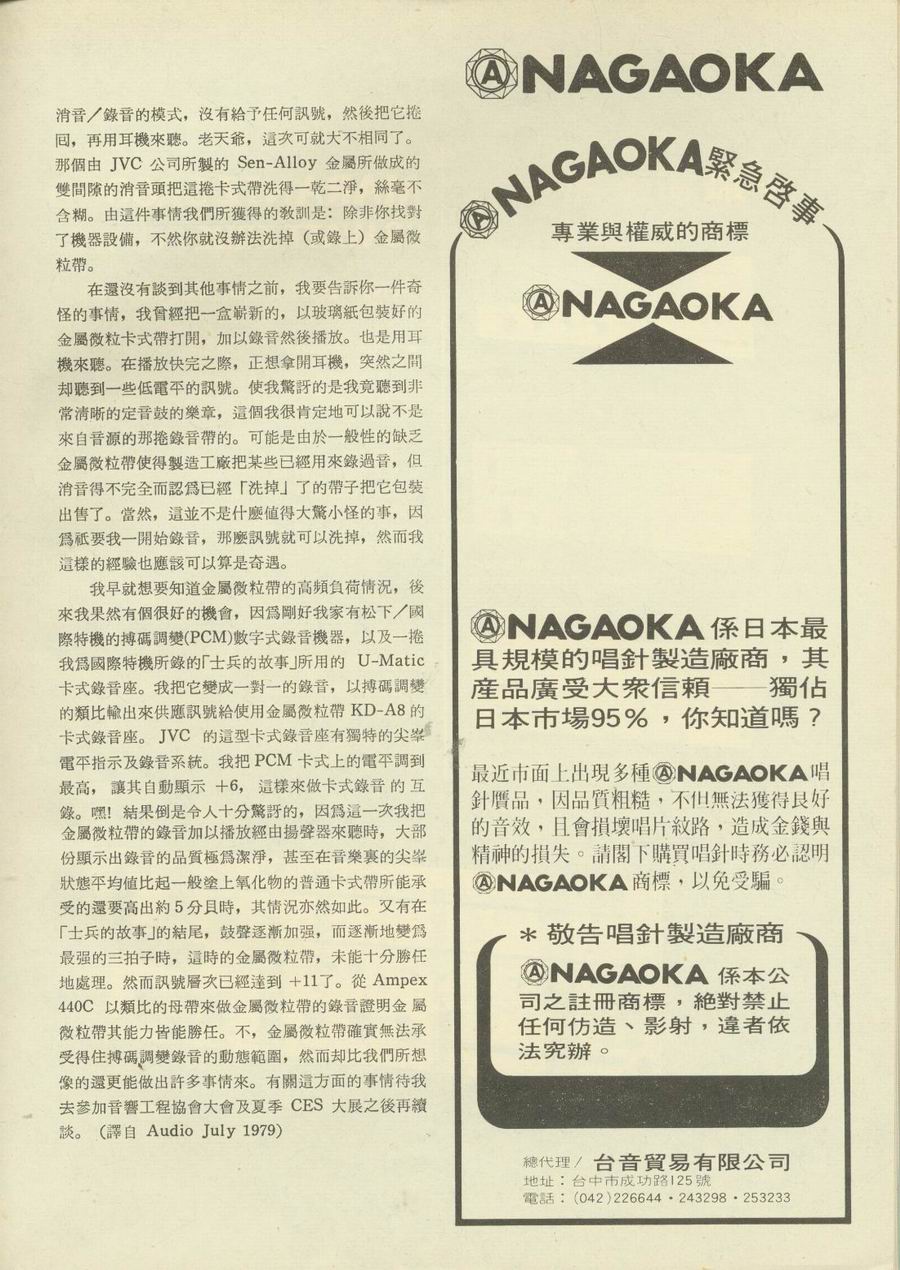 消音／錄音的模式，沒有給予任何訊號，然後把它捲
回，再用耳機來聽。老天爺，這次可就大不相同了。
那個由 JVC 公司所製的 Sen-Alloy 金屬所做成的
雙間隙的消音頭把這捲卡式帶洗得一乾二淨，絲毫不
含糊。由這件事情我們所獲得的敎訓是：除非你找對
了機器設備，不然你就沒辦法洗掉（或錄上）金屬微
粒帶。
在還沒有談到其他事情之前，我要告訴你一件奇
怪的事情，我曾經把一盒嶄新的，以玻璃紙包裝好的
金屬微粒卡式帶打開，加以錄音然後播放。也是用耳
機來聽。在播放快完之際，正想拿開耳機，突然之間
却聽到一些低電平的訊號。使我驚訝的是我竟聽到非
常清晰的定音鼓的樂章，這個我很肯定地可以說不是
來自音源的那捲錄音帶的。可能是由於一般性的缺乏
金屬微粒帶使得製造工廠把某些已經用來錄過音，但
消音得不完全而認爲已經「洗掉」了的帶子把它包裝
出售了。當然，這並不是什麽値得大驚小怪的事，因
爲祇要我一開始錄音，那麽訊號就可以洗掉，然而我
這樣的經驗也應該可以算是奇遇。
我早就想要知道金屬微粒帶的高頻負荷情況，後
來我果然有個很好的機會，因爲剛好我家有松下／國
際特機的搏碼調變(PCM)數字式錄音機器，以及一捲
我爲國際特機所錄的「士兵的故事」所用的 U-Matic
卡式錄音座。我把它變成一對一的錄音，以搏碼調變
的類比輸出來供應訊號給使用金屬微粒帶 KD-A8 的
卡式錄音座。 JVC 的這型卡式錄音座有獨特的尖峯
電平指示及錄音系統。我把 PCM 卡式上的電平調到
最高，讓其自動顯示 +6，這樣來做卡式錄音的互
錄。嘿! 結果倒是令人十分驚訝的，因爲這一次我把
金屬微粒帶的錄音加以播放經由揚聲器來聽時，大部
份顯示出錄音的品質極爲潔淨，甚至在音樂裏的尖峯
狀態平均値比起一般塗上氧化物的普通卡式帶所能承
受的還要高出約 5 分貝時，其情況亦然如此。又有在
「士兵的故事」的結尾，鼓聲逐漸加强，而逐漸地變爲
最强的三拍子時，這時的金屬微粒帶，未能十分勝任
地處理。然而訊號層次已經達到 +11了。從 Ampex
440C 以類比的母帶來做金屬微粒帶的錄音證明金屬
微粒帶其能力皆能勝任。不，金屬微粒帶確實無法承
受得住搏碼調變錄音的動態範圍，然而却比我們所想
像的還更能做出許多事情來。有關這方面的事情待我
去參加音響工程協會大會及夏季 CES 大展之後再續
談。（譯自 Audio July 1979）
A NAGAOKA
A NAGAOKA緊急啓事
專業與權威的商標
A NAGAOKA
A NAGAOKA 係日本最
具規模的唱針製造廠商，其
產品廣受大衆信賴──獨佔
日本市場95%，你知道嗎？
最近市面上出現多種A NAGAOKA唱
針贋品，因品質粗糙，不但無法獲得良好
的音效，且會損壞唱片紋路，造成金錢與
精神的損失。請閣下購買唱針時務必認明
A NAGAOKA 商標，以免受騙。
＊敬告唱針製造廠商
A NAGAOKA 係本公
司之註冊商標，絕對禁止
任何仿造、影射，違者依
法究辦。
總代理／台音貿易有限公司
地址：台中市成功路125號
電話：(042)226644・243298・253233